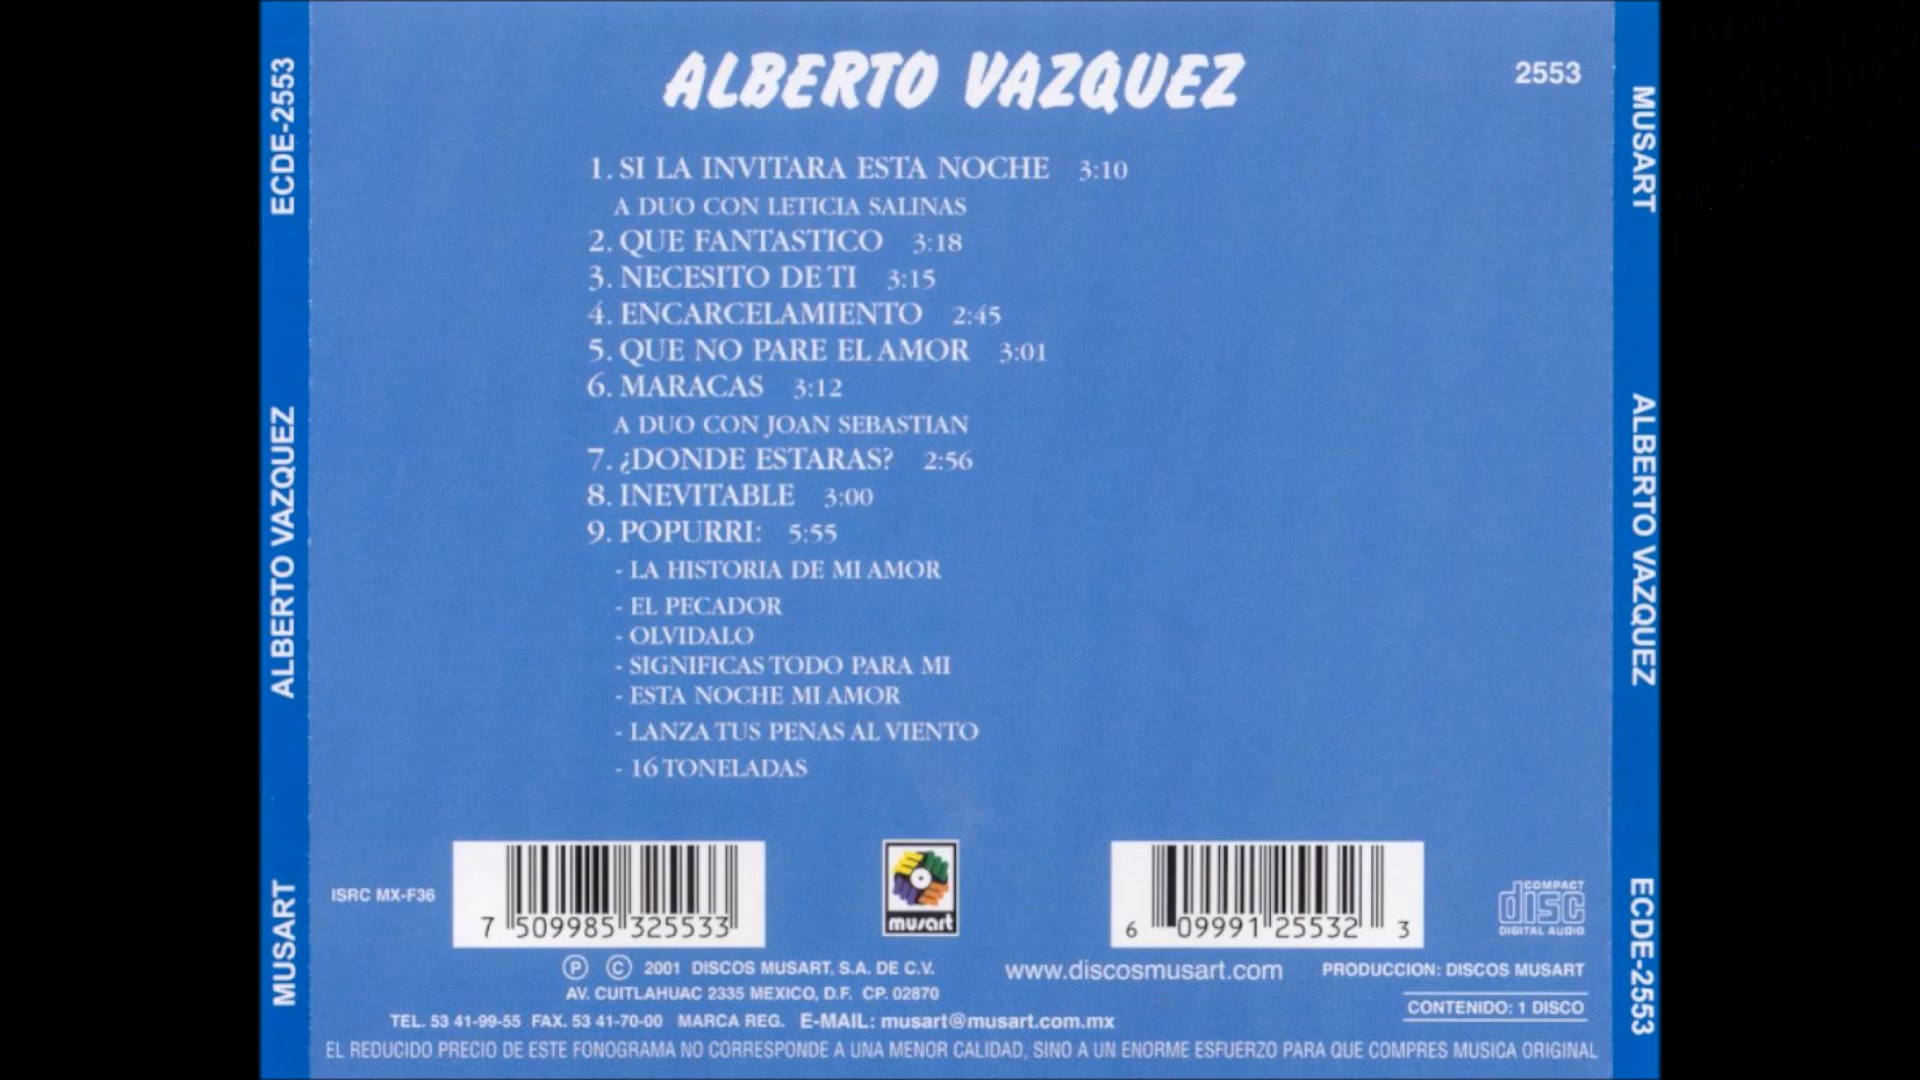 ALBERTO VAZQUEZ
2553
1. SI LA INVITARA ESTA NOCHE 3:10
A DUO CON LETICIA SALINAS
2. QUE FANTASTICO 3:18
3. NECESITO DE TI 3:15
4. ENCARCELAMIENTO 2:45
5. QUE NO PARE EL AMOR 3:01
6. MARACAS 3:12
A DUO CON JOAN SEBASTIAN
7. ¿DONDE ESTARAS? 2:56
8. INEVITABLE 3:00
9. POPURRI: 5:55
- LA HISTORIA DE MI AMOR
- EL PECADOR
- OLVIDALO
- SIGNIFICAS TODO PARA MI
- ESTA NOCHE MI AMOR
- LANZA TUS PENAS AL VIENTO
- 16 TONELADAS
ISRC MX-F36
7 509985 325533
musart
6 09991 25532 3
COMPACT
disc
DIGITAL AUDIO
Ⓟ Ⓒ 2001 DISCOS MUSART, S.A. DE C.V.
AV. CUITLAHUAC 2335 MEXICO, D.F. CP. 02870
www.discosmusart.com
PRODUCCION: DISCOS MUSART
CONTENIDO: 1 DISCO
TEL. 53 41-99-55 FAX. 53 41-70-00 MARCA REG. E-MAIL: musart@musart.com.mx
EL REDUCIDO PRECIO DE ESTE FONOGRAMA NO CORRESPONDE A UNA MENOR CALIDAD, SINO A UN ENORME ESFUERZO PARA QUE COMPRES MUSICA ORIGINAL
MUSART ALBERTO VAZQUEZ ECDE-2553
MUSART ALBERTO VAZQUEZ ECDE-2553